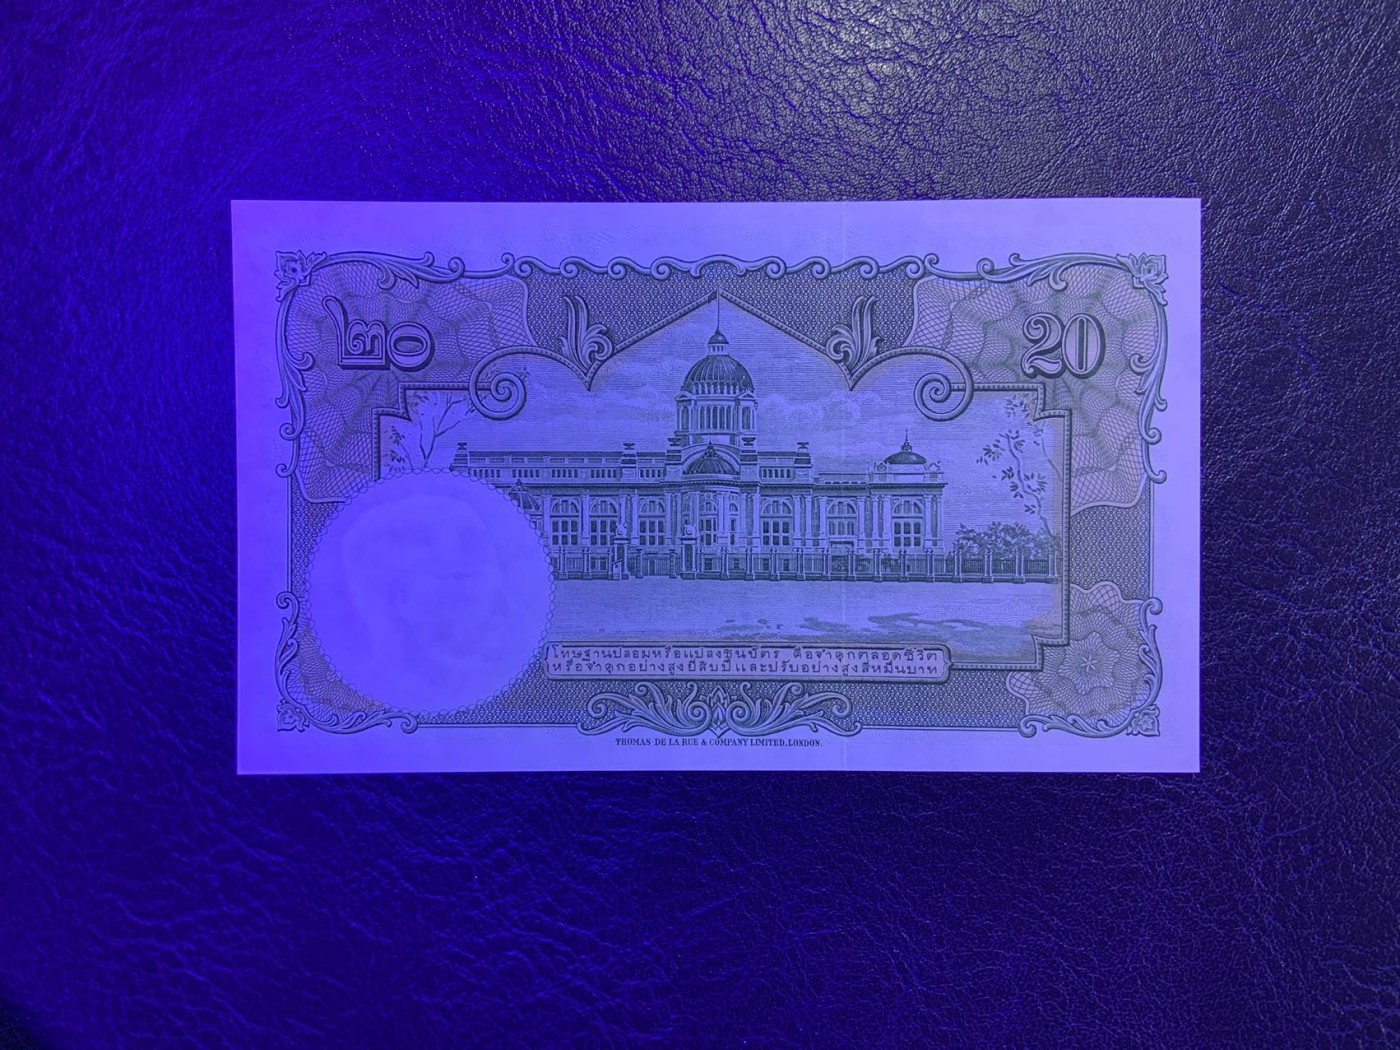 ๒๐
20
โทษฐานปลอมหรือแปลงธนบัตร คือจำคุกตลอดชีวิต
หรือจำคุกอย่างสูงยี่สิบปีและปรับอย่างสูงสี่หมื่นบาท
THOMAS DE LA RUE & COMPANY LIMITED, LONDON.